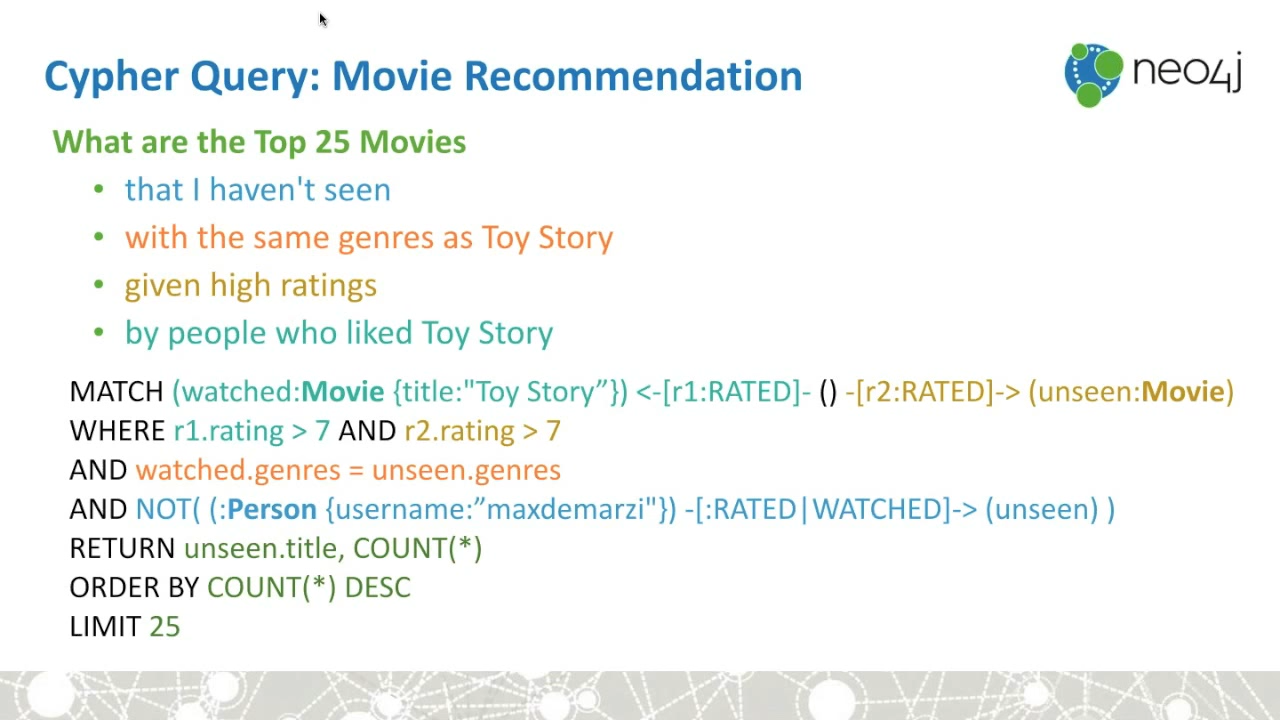 Cypher Query: Movie Recommendation
neo4j
What are the Top 25 Movies
• that I haven't seen
• with the same genres as Toy Story
• given high ratings
• by people who liked Toy Story
MATCH (watched:Movie {title:"Toy Story”}) <-[r1:RATED]- () -[r2:RATED]-> (unseen:Movie)
WHERE r1.rating > 7 AND r2.rating > 7
AND watched.genres = unseen.genres
AND NOT( (:Person {username:”maxdemarzi"}) -[:RATED|WATCHED]-> (unseen) )
RETURN unseen.title, COUNT(*)
ORDER BY COUNT(*) DESC
LIMIT 25